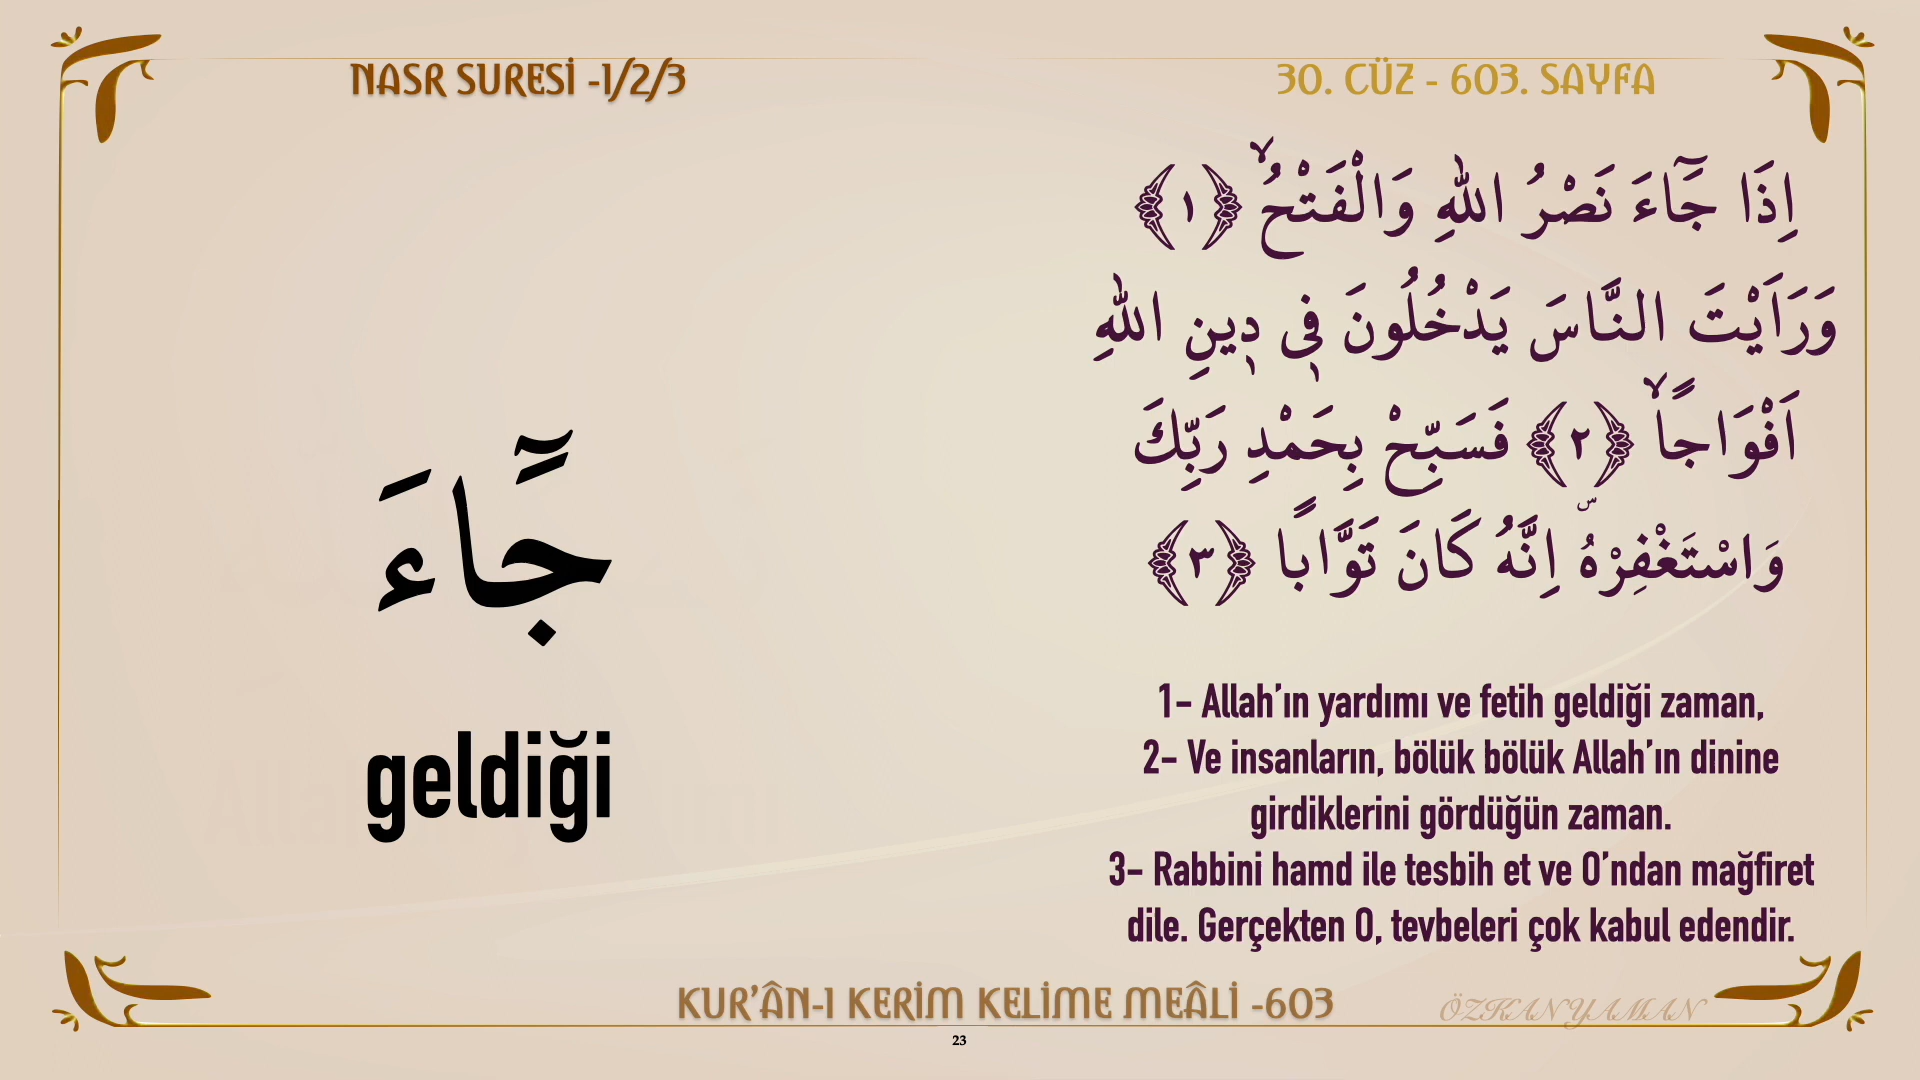 NASR SURESİ -1/2/3
30. CÜZ - 603. SAYFA
اِذَا جَٓاءَ نَصْرُ اللّٰهِ وَالْفَتْحُۙ ﴿١﴾
وَرَاَيْتَ النَّاسَ يَدْخُلُونَ ف۪ي د۪ينِ اللّٰهِ
اَفْوَاجاًۙ ﴿٢﴾ فَسَبِّحْ بِحَمْدِ رَبِّكَ
وَاسْتَغْفِرْهُۜ اِنَّهُ كَانَ تَوَّاباً ﴿٣﴾
جَٓاءَ
geldiği
1- Allah’ın yardımı ve fetih geldiği zaman,
2- Ve insanların, bölük bölük Allah’ın dinine
girdiklerini gördüğün zaman.
3- Rabbini hamd ile tesbih et ve O’ndan mağfiret
dile. Gerçekten O, tevbeleri çok kabul edendir.
KUR’ÂN-I KERİM KELİME MEÂLİ -603
ÖZKAN YAMAN
23